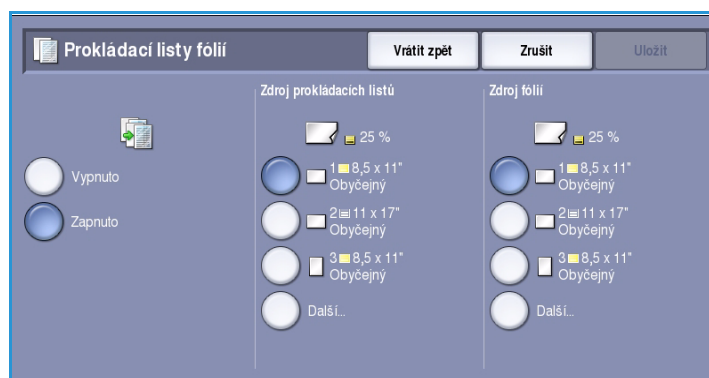 Prokládací listy fólií
Vrátit zpět
Zrušit
Uložit
Vypnuto
Zapnuto
Zdroj prokládacích listů
25 %
1 8,5 x 11"
Obyčejný
2 11 x 17"
Obyčejný
3 8,5 x 11"
Obyčejný
Další...
Zdroj fólií
25 %
1 8,5 x 11"
Obyčejný
2 11 x 17"
Obyčejný
3 8,5 x 11"
Obyčejný
Další...